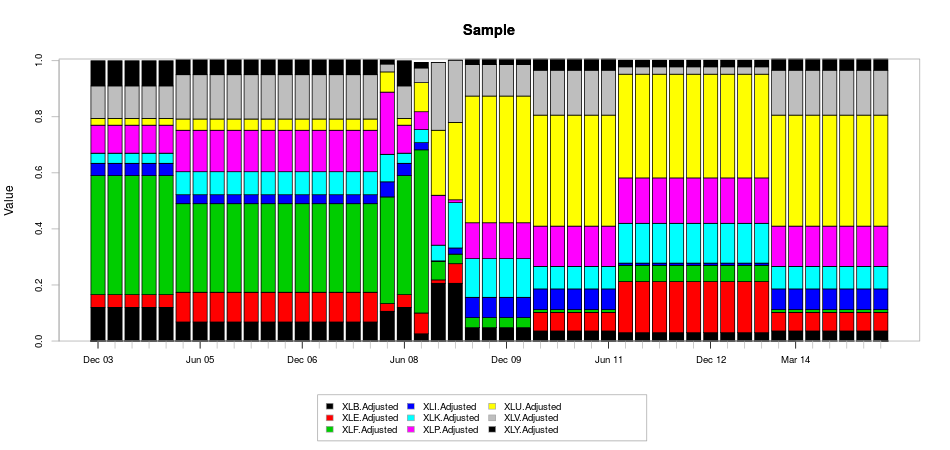 Sample
Value
1.0
0.8
0.6
0.4
0.2
0.0
Dec 03 Jun 05 Dec 06 Jun 08 Dec 09 Jun 11 Dec 12 Mar 14
XLB.Adjusted XLI.Adjusted XLU.Adjusted
XLE.Adjusted XLK.Adjusted XLV.Adjusted
XLF.Adjusted XLP.Adjusted XLY.Adjusted